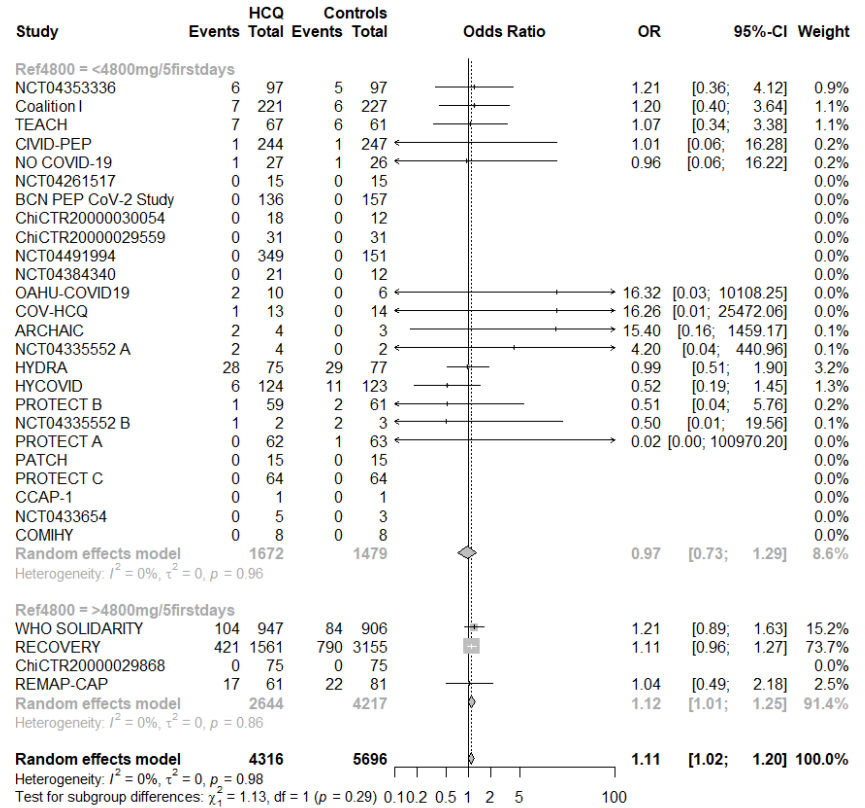 HCQ Controls
Study Events Total Events Total Odds Ratio OR 95%-CI Weight
Ref4800 = <4800mg/5firstdays
NCT04353336 6 97 5 97 1.21 [0.36; 4.12] 0.9%
Coalition I 7 221 6 227 1.20 [0.40; 3.64] 1.1%
TEACH 7 67 6 61 1.07 [0.34; 3.38] 1.1%
CIVID-PEP 1 244 1 247 1.01 [0.06; 16.28] 0.2%
NO COVID-19 1 27 1 26 0.96 [0.06; 16.22] 0.2%
NCT04261517 0 15 0 15 0.0%
BCN PEP CoV-2 Study 0 136 0 157 0.0%
ChiCTR20000030054 0 18 0 12 0.0%
ChiCTR20000029559 0 31 0 31 0.0%
NCT04491994 0 349 0 151 0.0%
NCT04384340 0 21 0 12 0.0%
OAHU-COVID19 2 10 0 6 16.32 [0.03; 10108.25] 0.0%
COV-HCQ 1 13 0 14 16.26 [0.01; 25472.06] 0.0%
ARCHAIC 2 4 0 3 15.40 [0.16; 1459.17] 0.1%
NCT04335552 A 2 4 0 2 4.20 [0.04; 440.96] 0.1%
HYDRA 28 75 29 77 0.99 [0.51; 1.90] 3.2%
HYCOVID 6 124 11 123 0.52 [0.19; 1.45] 1.3%
PROTECT B 1 59 2 61 0.51 [0.04; 5.76] 0.2%
NCT04335552 B 1 2 2 3 0.50 [0.01; 19.56] 0.1%
PROTECT A 0 62 1 63 0.02 [0.00; 100970.20] 0.0%
PATCH 0 15 0 15 0.0%
PROTECT C 0 64 0 64 0.0%
CCAP-1 0 1 0 1 0.0%
NCT0433654 0 5 0 3 0.0%
COMIHY 0 8 0 8 0.0%
Random effects model 1672 1479 0.97 [0.73; 1.29] 8.6%
Heterogeneity: I² = 0%, τ² = 0, p = 0.96
Ref4800 = >4800mg/5firstdays
WHO SOLIDARITY 104 947 84 906 1.21 [0.89; 1.63] 15.2%
RECOVERY 421 1561 790 3155 1.11 [0.96; 1.27] 73.7%
ChiCTR20000029868 0 75 0 75 0.0%
REMAP-CAP 17 61 22 81 1.04 [0.49; 2.18] 2.5%
Random effects model 2644 4217 1.12 [1.01; 1.25] 91.4%
Heterogeneity: I² = 0%, τ² = 0, p = 0.86
Random effects model 4316 5696 1.11 [1.02; 1.20] 100.0%
Heterogeneity: I² = 0%, τ² = 0, p = 0.98
Test for subgroup differences: χ²₁ = 1.13, df = 1 (p = 0.29) 0.1 0.2 0.5 1 2 5 100